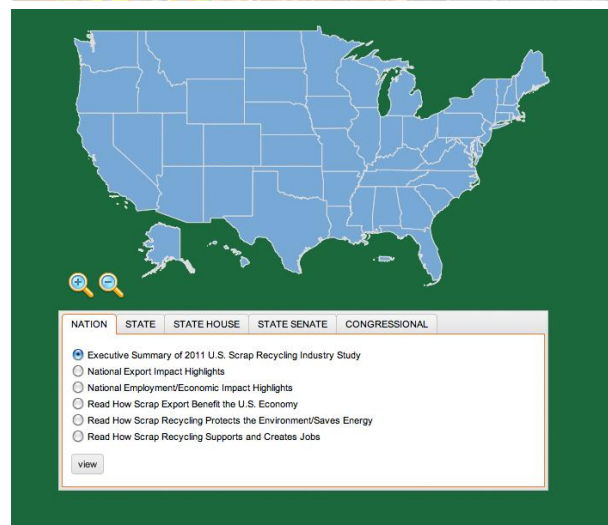 NATION STATE STATE HOUSE STATE SENATE CONGRESSIONAL
Executive Summary of 2011 U.S. Scrap Recycling Industry Study
National Export Impact Highlights
National Employment/Economic Impact Highlights
Read How Scrap Export Benefit the U.S. Economy
Read How Scrap Recycling Protects the Environment/Saves Energy
Read How Scrap Recycling Supports and Creates Jobs
view